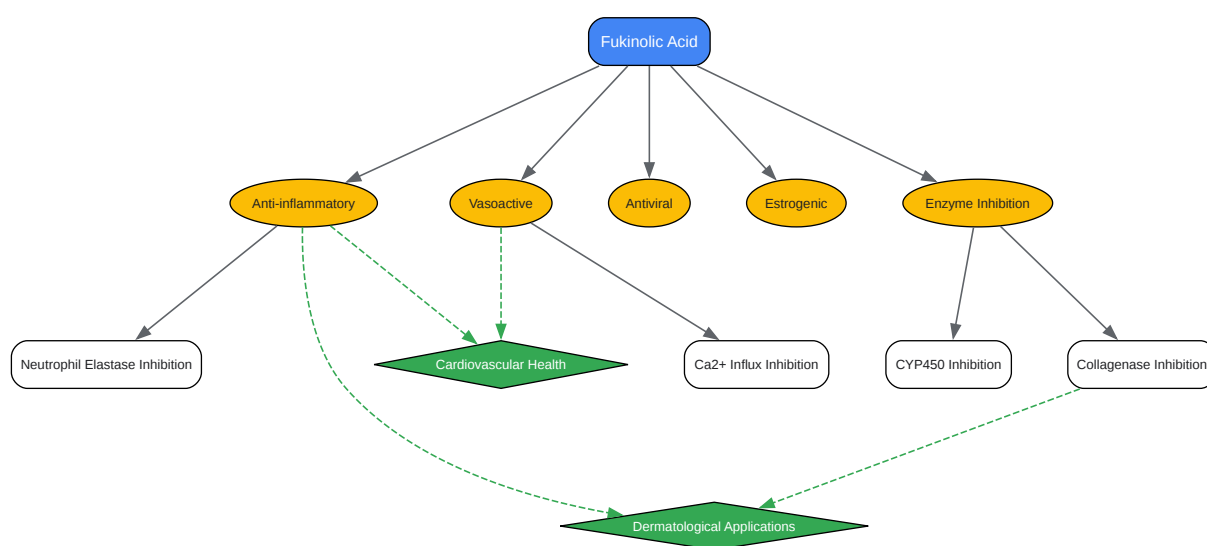 Fukinolic Acid
Anti-inflammatory
Vasoactive
Antiviral
Estrogenic
Enzyme Inhibition
Neutrophil Elastase Inhibition
Cardiovascular Health
Ca2+ Influx Inhibition
CYP450 Inhibition
Collagenase Inhibition
Dermatological Applications